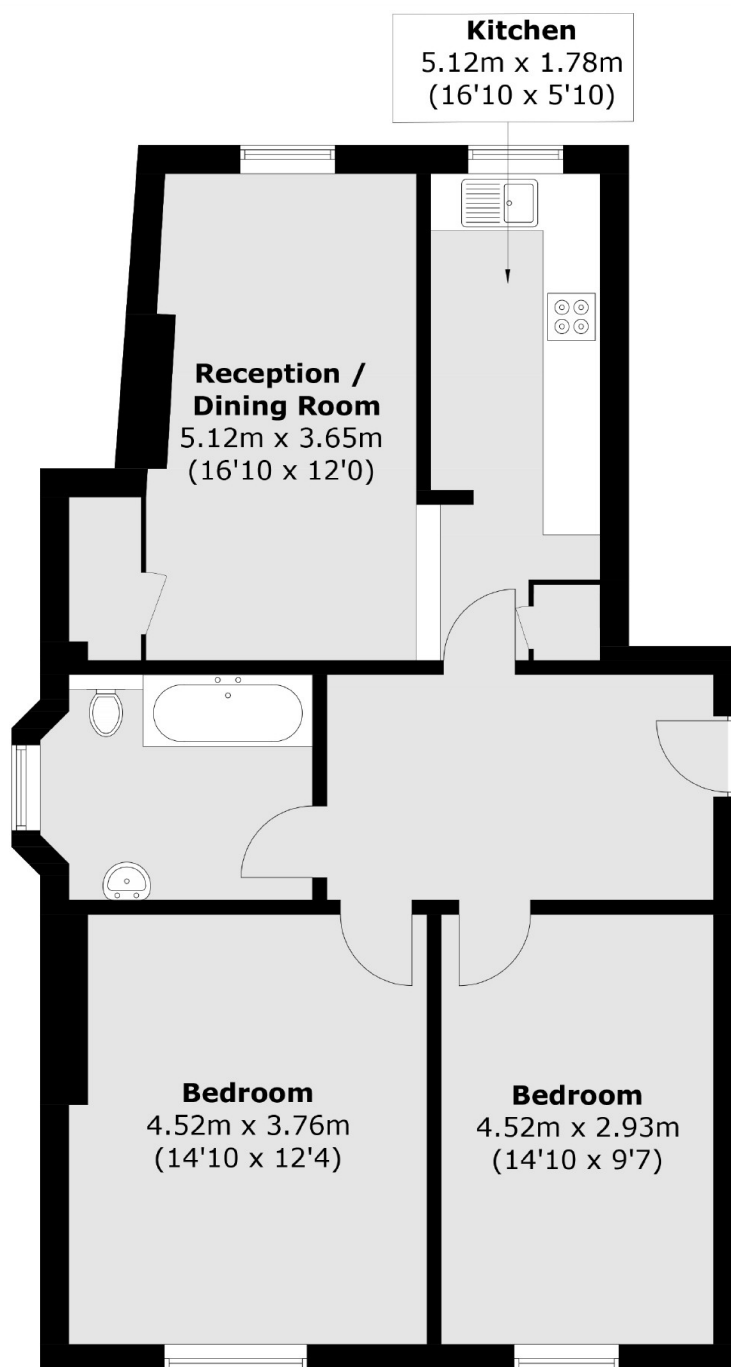 Kitchen
5.12m x 1.78m
(16'10 x 5'10)
Reception /
Dining Room
5.12m x 3.65m
(16'10 x 12'0)
Bedroom
4.52m x 3.76m
(14'10 x 12'4)
Bedroom
4.52m x 2.93m
(14'10 x 9'7)